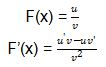 F(x) = u/v
F'(x) = u'v-uv'/v²